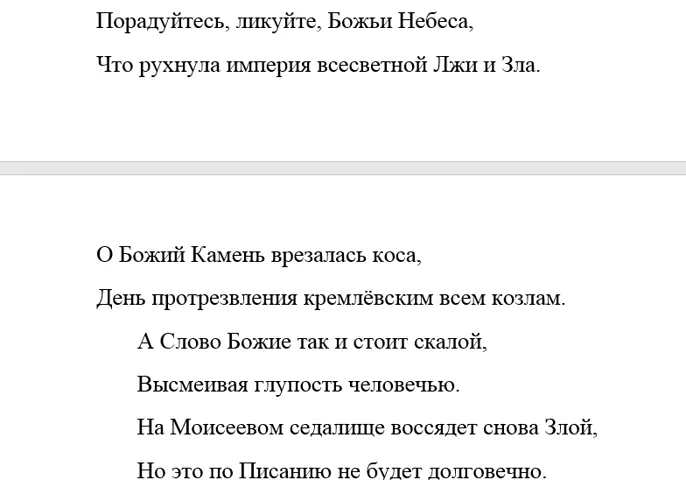 Порадуйтесь, ликуйте, Божьи Небеса,
Что рухнула империя всесветной Лжи и Зла.
О Божий Камень врезалась коса,
День протрезвления кремлёвским всем козлам.
А Слово Божие так и стоит скалой,
Высмеивая глупость человечью.
На Моисеевом седалище воссядет снова Злой,
Но это по Писанию не будет долговечно.